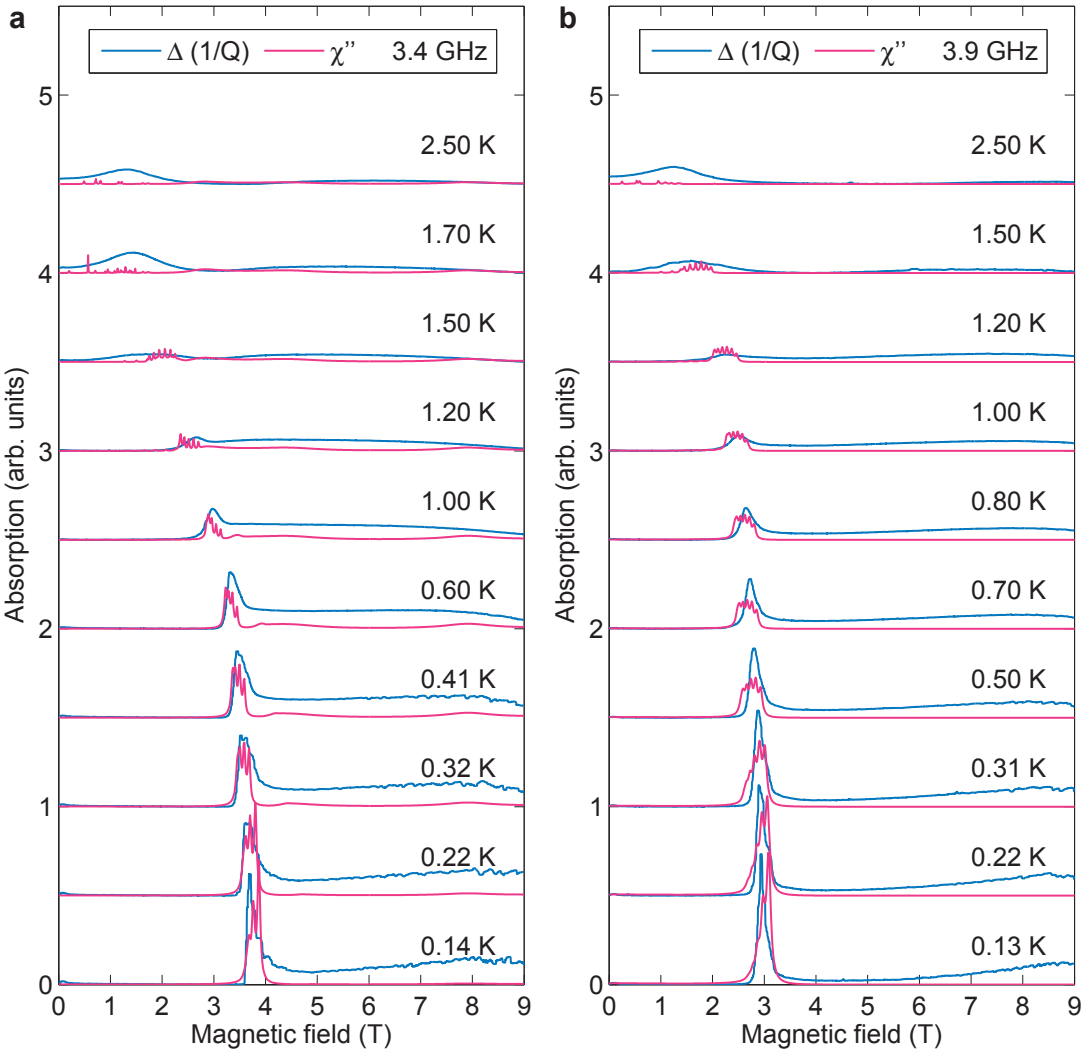 a
Δ (1/Q) χ’’ 3.4 GHz
2.50 K
1.70 K
1.50 K
1.20 K
1.00 K
0.60 K
0.41 K
0.32 K
0.22 K
0.14 K
5
4
3
2
1
0
Absorption (arb. units)
0 1 2 3 4 5 6 7 8 9
Magnetic field (T)
b
Δ (1/Q) χ’’ 3.9 GHz
2.50 K
1.50 K
1.20 K
1.00 K
0.80 K
0.70 K
0.50 K
0.31 K
0.22 K
0.13 K
5
4
3
2
1
0
Absorption (arb. units)
0 1 2 3 4 5 6 7 8 9
Magnetic field (T)